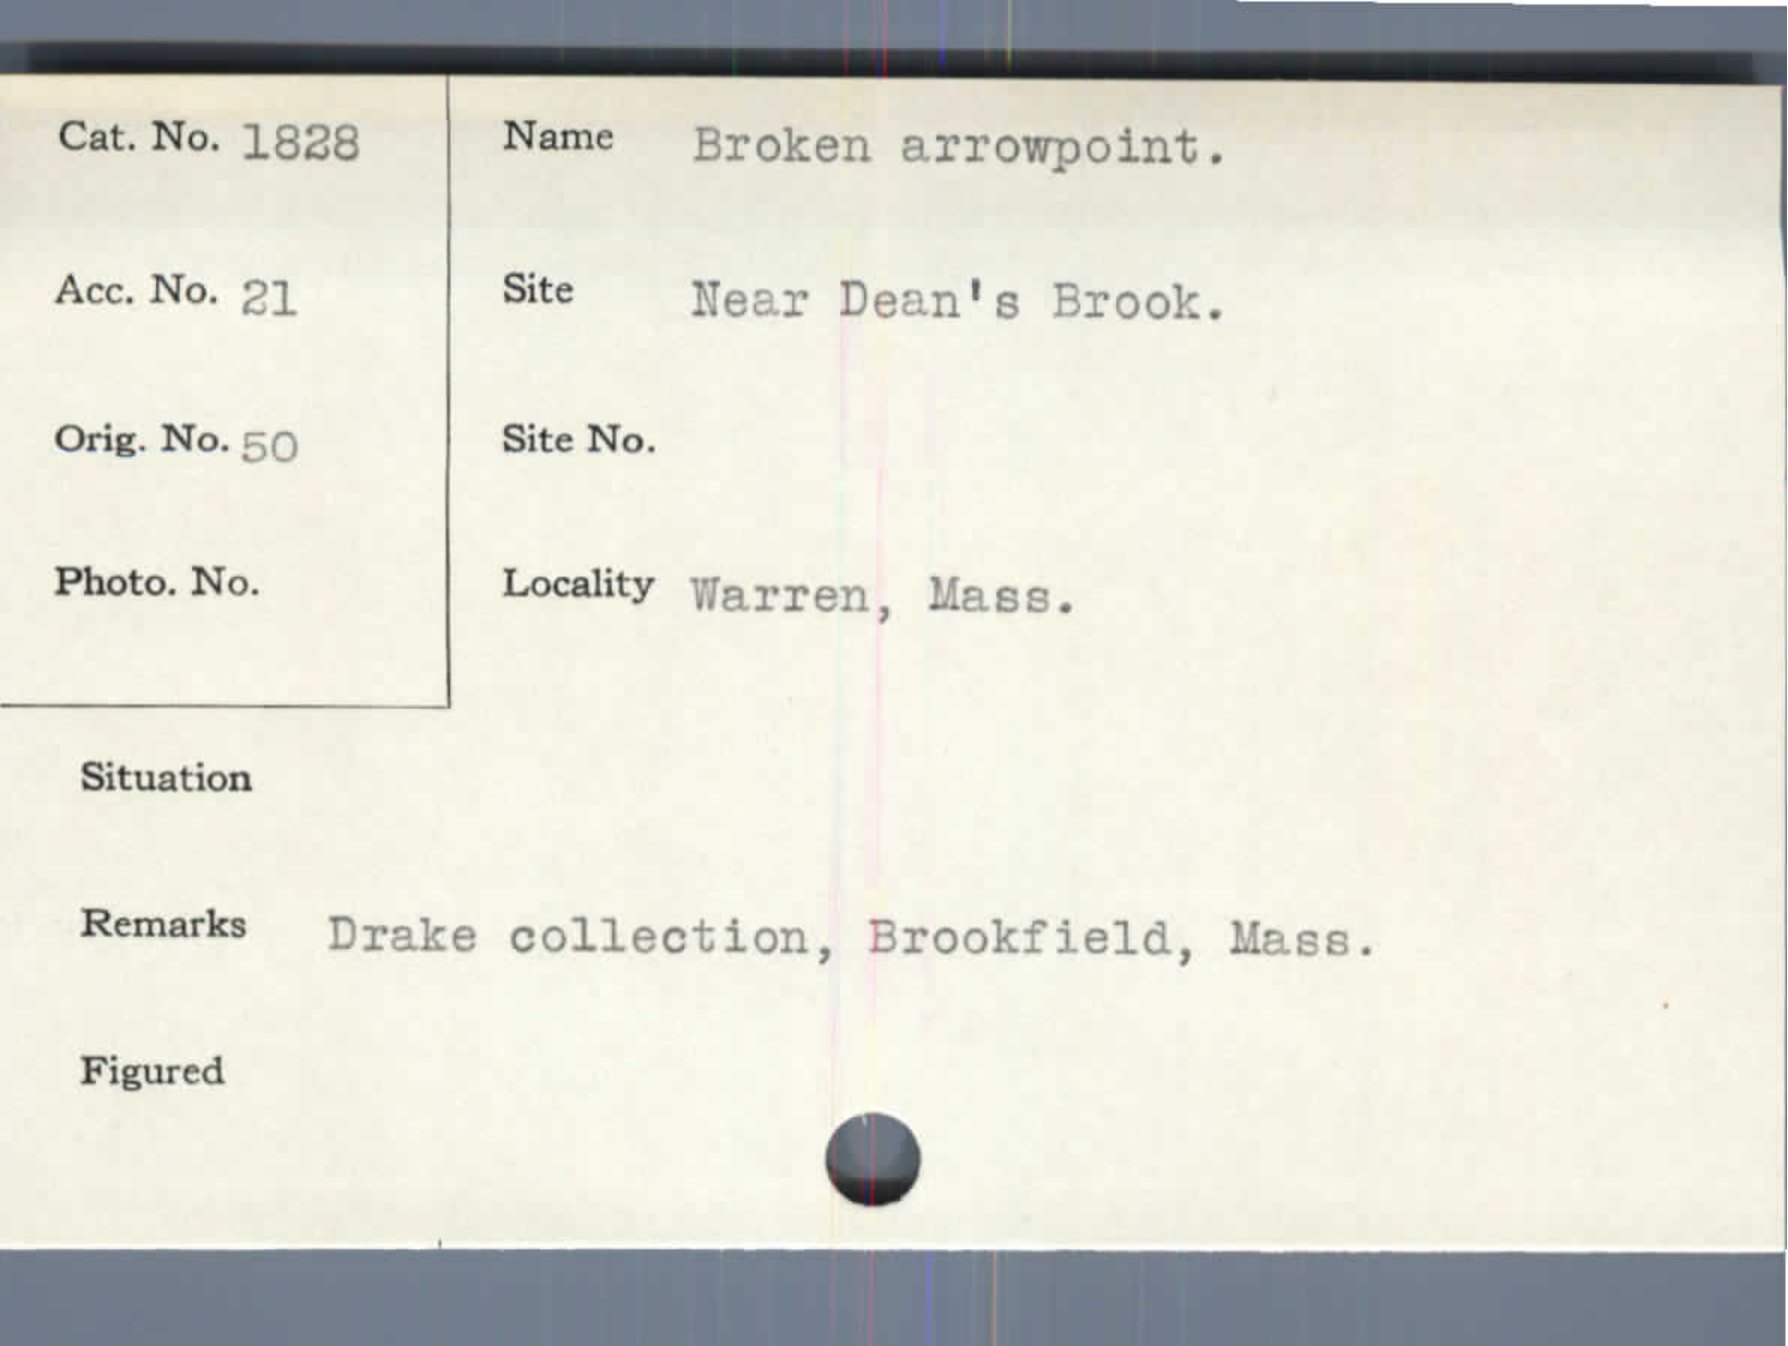 Cat. No. 1828
Acc. No. 21
Orig. No. 50
Photo. No.
Name Broken arrowpoint.
Site Near Dean's Brook.
Site No.
Locality Warren, Mass.
Situation
Remarks Drake collection, Brookfield, Mass.
Figured